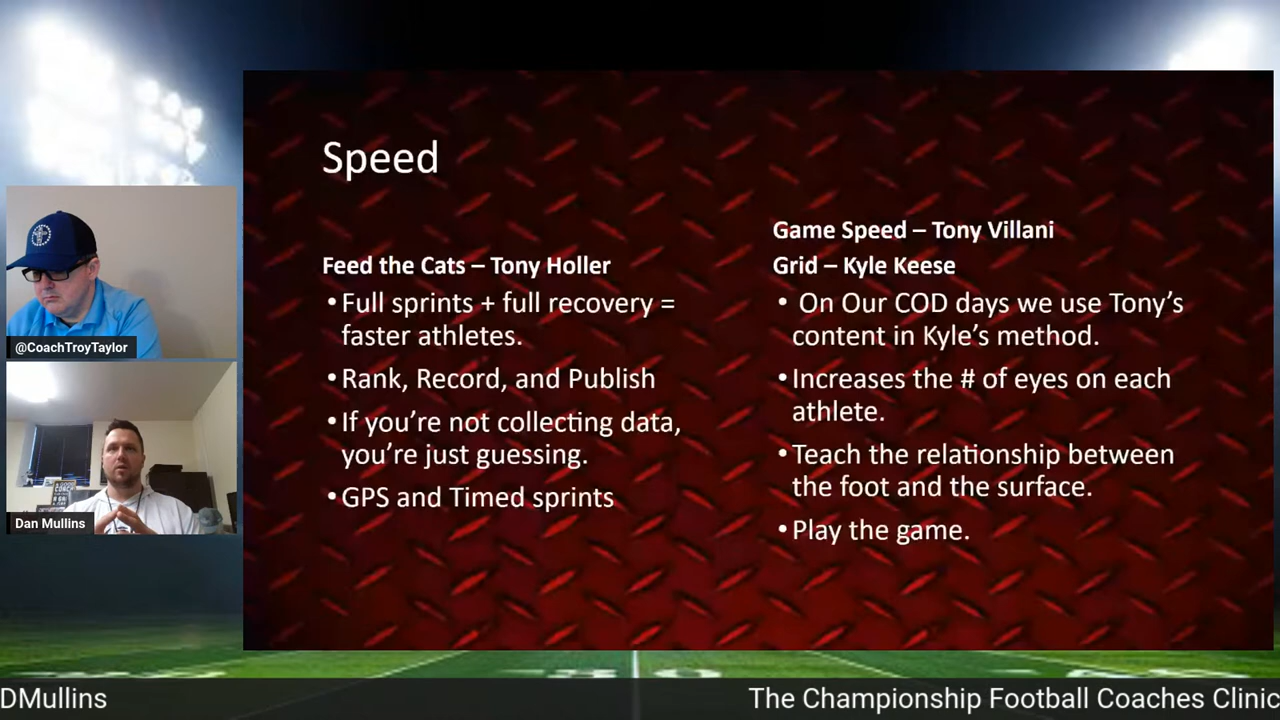 Speed
Feed the Cats – Tony Holler
• Full sprints + full recovery =
faster athletes.
• Rank, Record, and Publish
• If you're not collecting data,
you're just guessing.
• GPS and Timed sprints
Game Speed – Tony Villani
Grid – Kyle Keese
• On Our COD days we use Tony's
content in Kyle's method.
• Increases the # of eyes on each
athlete.
• Teach the relationship between
the foot and the surface.
• Play the game.
@CoachTroyTaylor
Dan Mullins
DMullins
The Championship Football Coaches Clinic